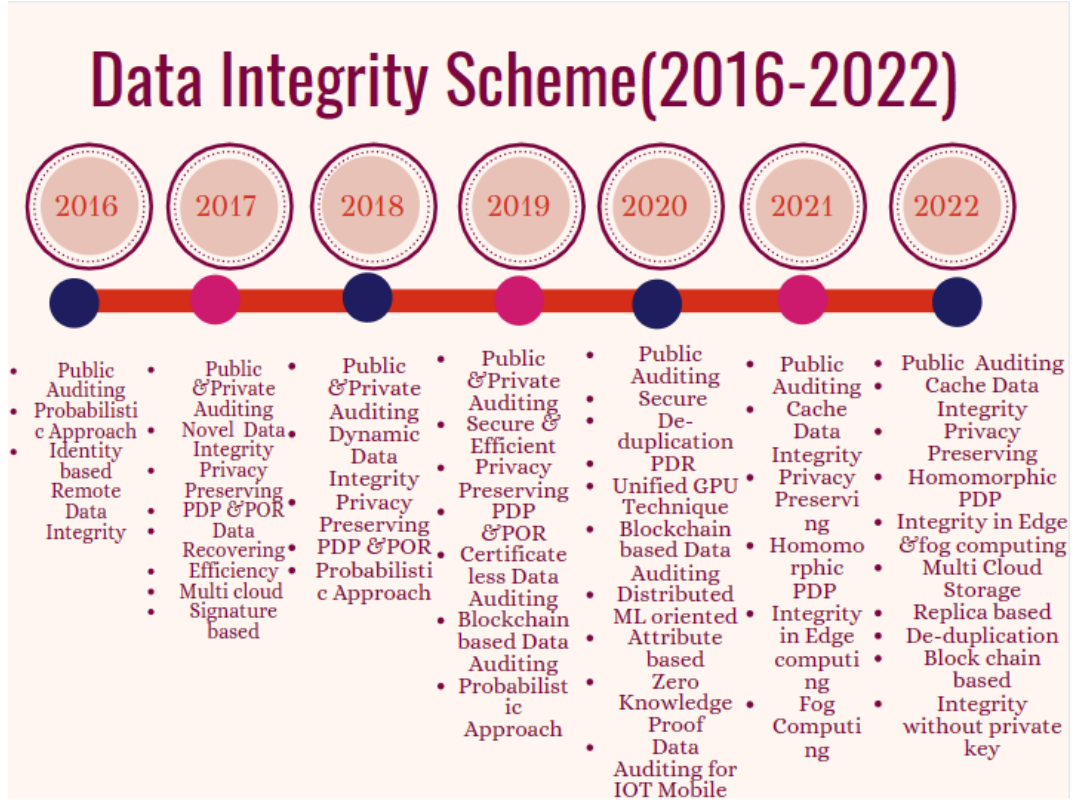 Data Integrity Scheme(2016-2022)
2016
2017
2018
2019
2020
2021
2022
• Public
Auditing
• Probabilisti
c Approach
• Identity
based
Remote
Data
Integrity
• Public
&Private
Auditing
• Novel Data
Integrity
• Privacy
Preserving
• PDP &POR
• Data
Recovering
• Efficiency
• Multi cloud
• Signature
based
• Public
&Private
Auditing
• Dynamic
Data
Integrity
• Privacy
Preserving
• PDP &POR
• Probabilisti
c Approach
• Public
&Private
Auditing
• Secure &
Efficient
• Privacy
Preserving
• PDP
&POR
• Certificate
less Data
Auditing
• Blockchain
based Data
Auditing
• Probabilist
ic
Approach
• Public
Auditing
• Secure
• De-
duplication
• PDR
• Unified GPU
Technique
• Blockchain
based Data
Auditing
• Distributed
ML oriented
• Attribute
based
• Zero
Knowledge
Proof
• Data
Auditing for
IOT Mobile
• Public
Auditing
• Cache
Data
Integrity
• Privacy
Preservi
ng
• Homomo
rphic
PDP
• Integrity
in Edge
computi
ng
• Fog
Computi
ng
• Public Auditing
• Cache Data
Integrity
• Privacy
Preserving
• Homomorphic
PDP
• Integrity in Edge
&fog computing
• Multi Cloud
Storage
• Replica based
• De-duplication
• Block chain
based
• Integrity
without private
key